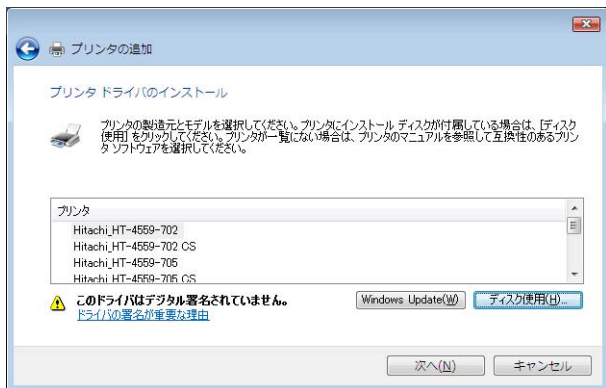 プリンタの追加
プリンタ ドライバのインストール
プリンタの製造元とモデルを選択してください。プリンタにインストール ディスクが付属している場合は、[ディスク
使用] をクリックしてください。プリンタが一覧にない場合は、プリンタのマニュアルを参照して互換性のあるプリン
タ ソフトウェアを選択してください。
プリンタ
Hitachi_HT-4559-702
Hitachi_HT-4559-702 CS
Hitachi_HT-4559-705
Hitachi_HT-4559-705 CS
このドライバはデジタル署名されていません。
ドライバの署名が重要な理由
Windows Update(W)
ディスク使用(H)...
次へ(N)
キャンセル